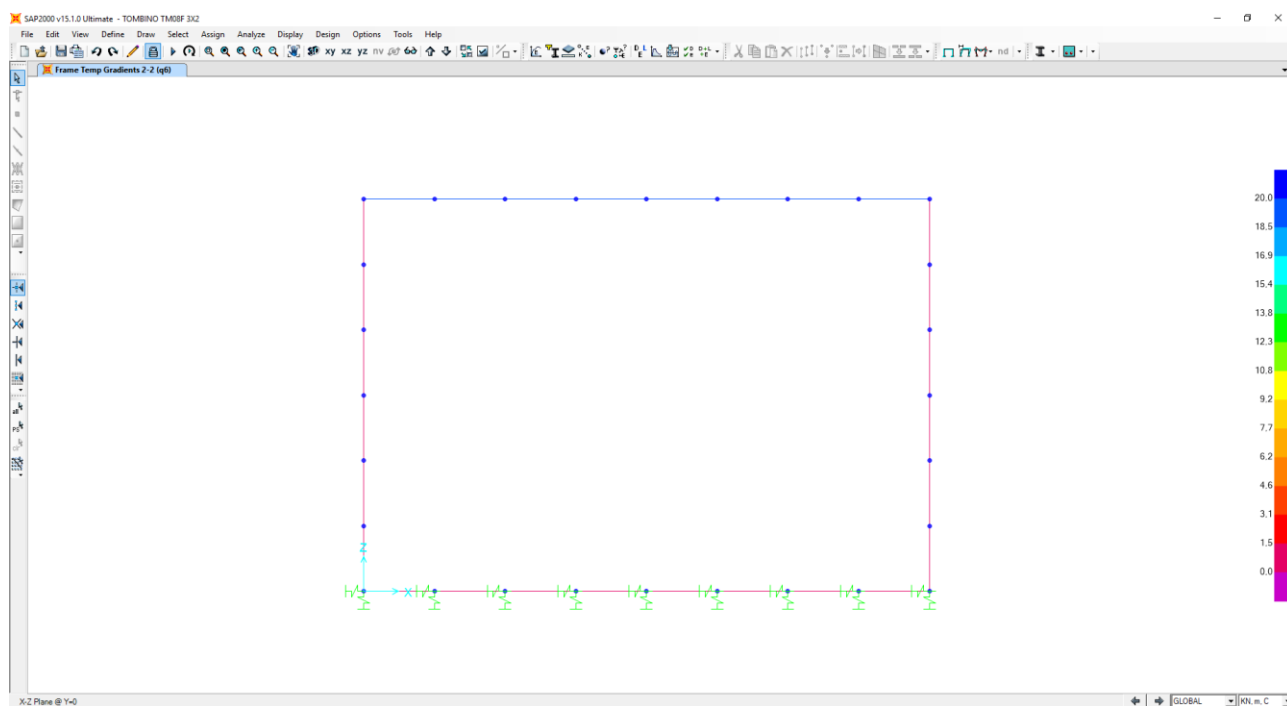 SAP2000 v15.1.0 Ultimate - TOMBINO TM08F 3X2
File Edit View Define Draw Select Assign Analyze Display Design Options Tools Help
xy xz yz nv nd
Frame Temp Gradients 2-2 (q6)
20.0
18.5
16.9
15.4
13.8
12.3
10.8
9.2
7.7
6.2
4.6
3.1
1.5
0.0
Z
X
X-Z Plane @ Y=0
GLOBAL
KN, m, C